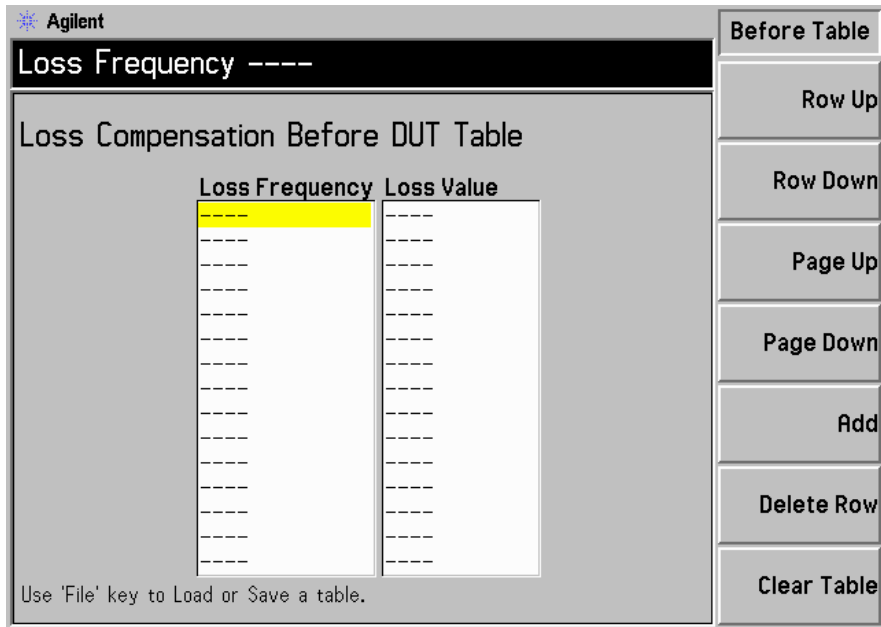 Agilent
Before Table
Loss Frequency ----
Row Up
Loss Compensation Before DUT Table
Row Down
Loss Frequency Loss Value
---- ----
---- ----
---- ----
Page Up
---- ----
---- ----
---- ----
Page Down
---- ----
---- ----
---- ----
Add
---- ----
---- ----
---- ----
Delete Row
---- ----
---- ----
---- ----
Clear Table
Use 'File' key to Load or Save a table.